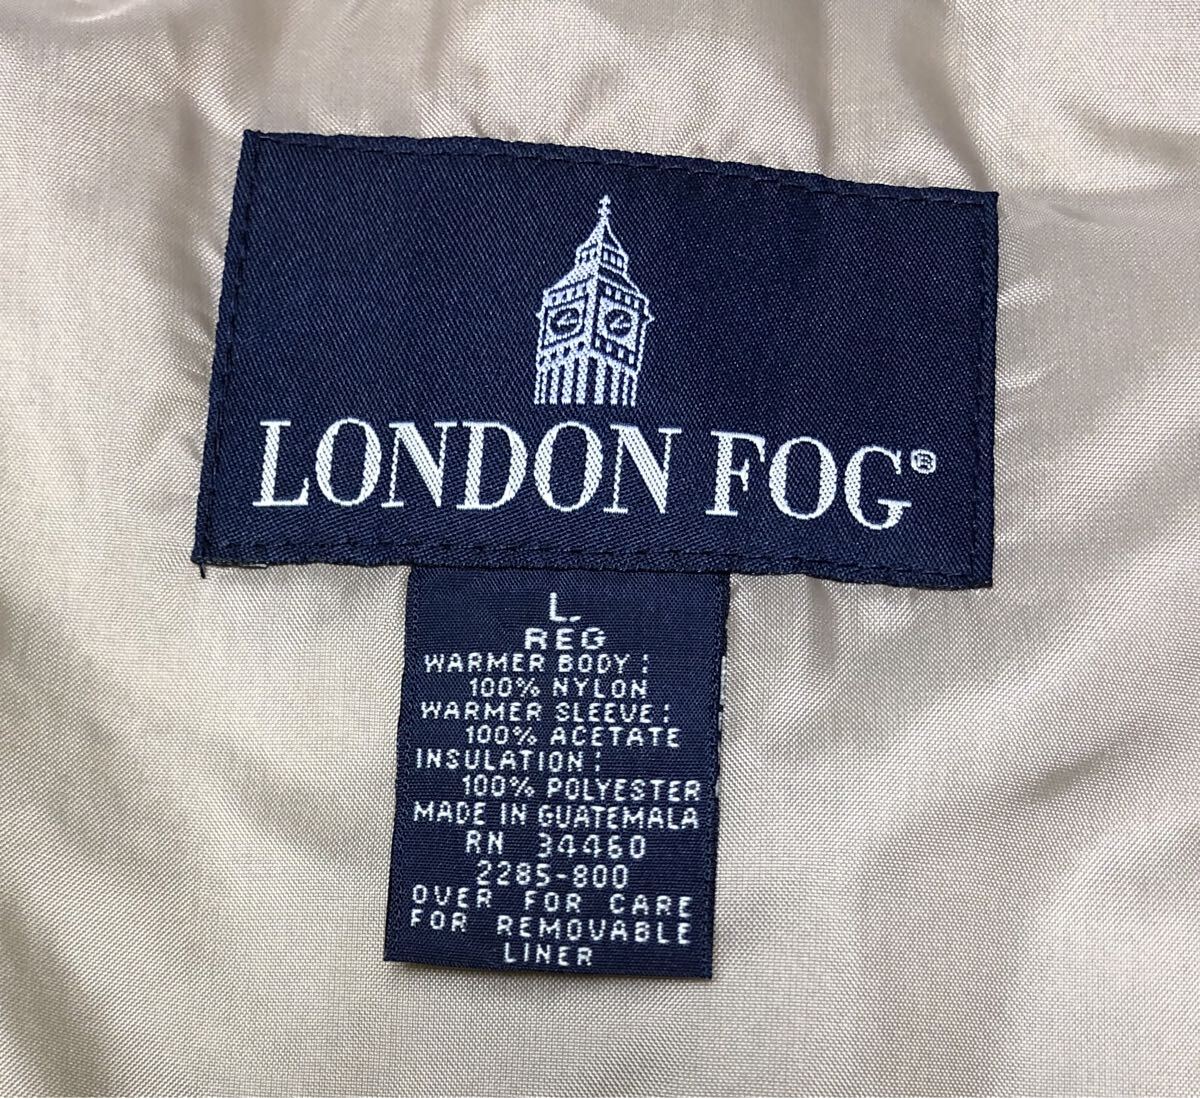 LONDON FOG®
L.
REG
WARMER BODY:
100% NYLON
WARMER SLEEVE:
100% ACETATE
INSULATION:
100% POLYESTER
MADE IN GUATEMALA
RN 34460
2285-800
OVER FOR CARE
FOR REMOVABLE
LINER